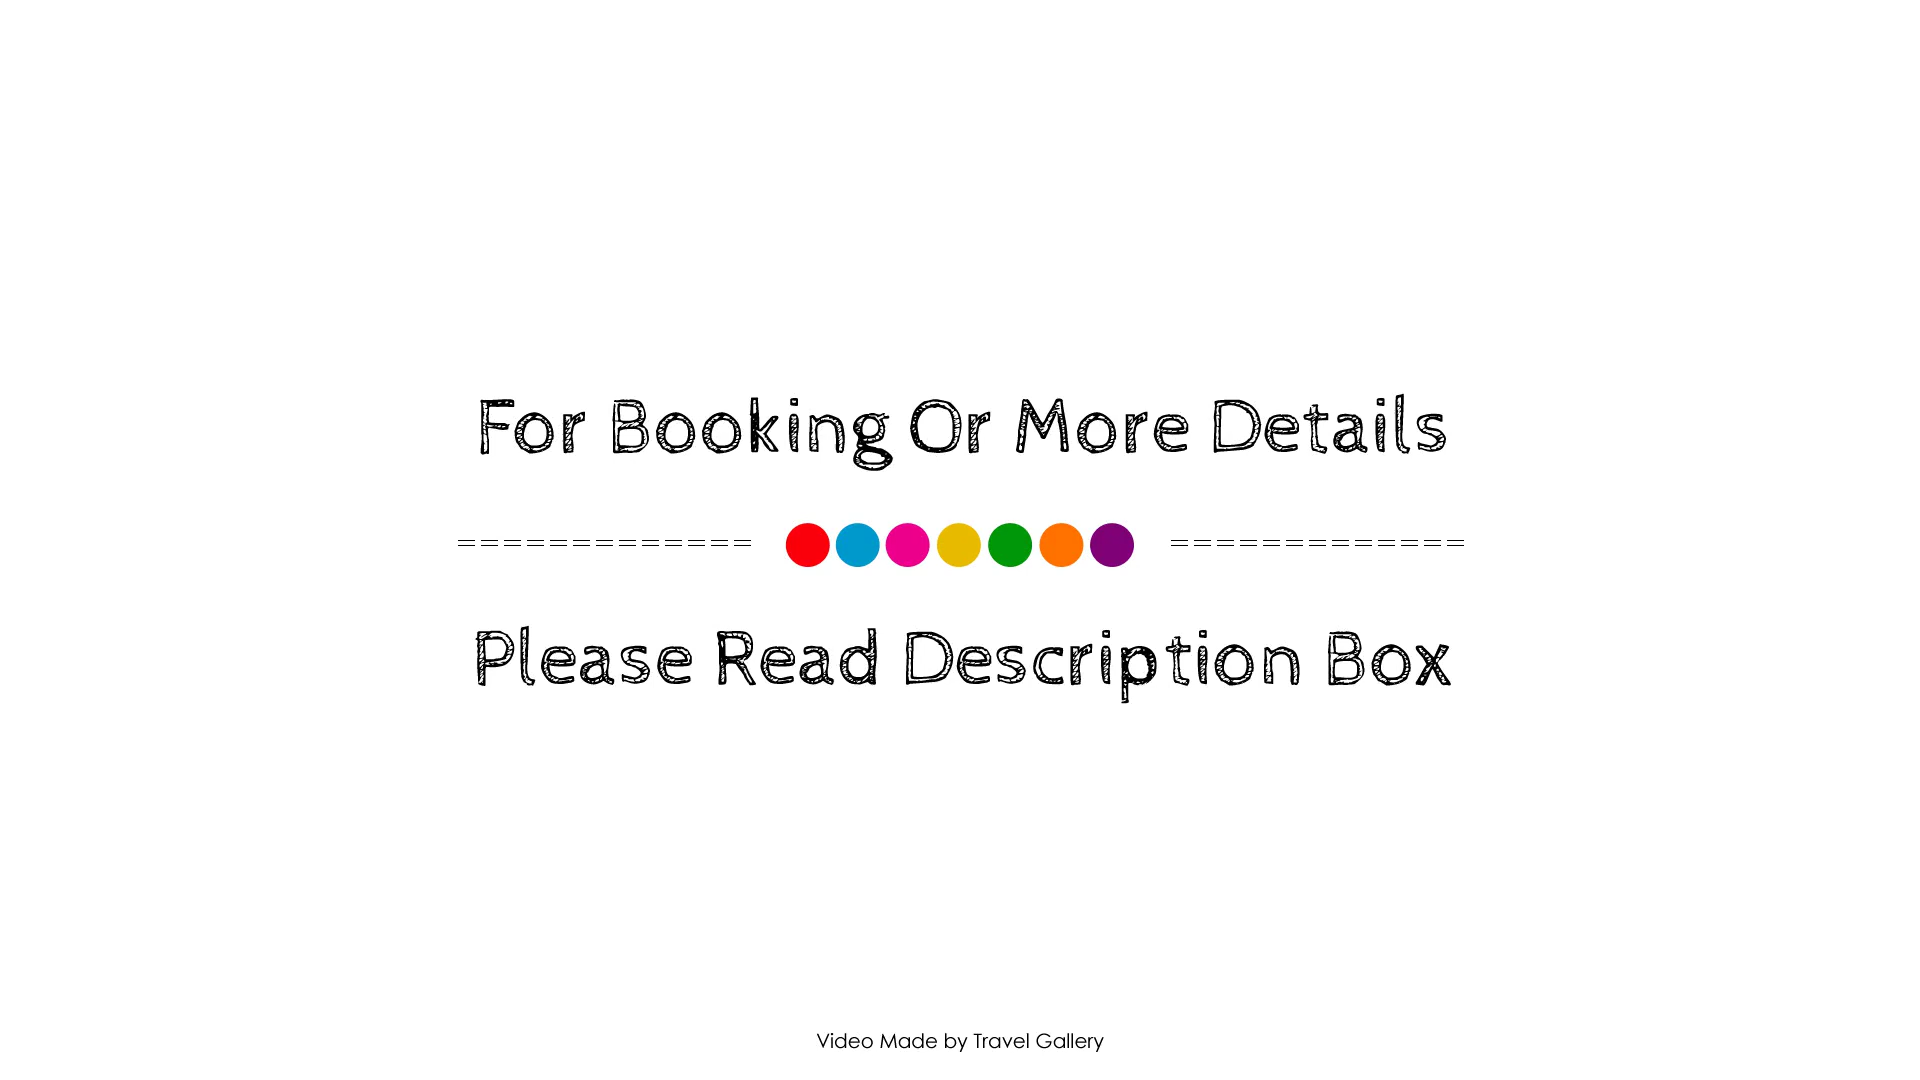 For Booking Or More Details
============= =============
Please Read Description Box
Video Made by Travel Gallery